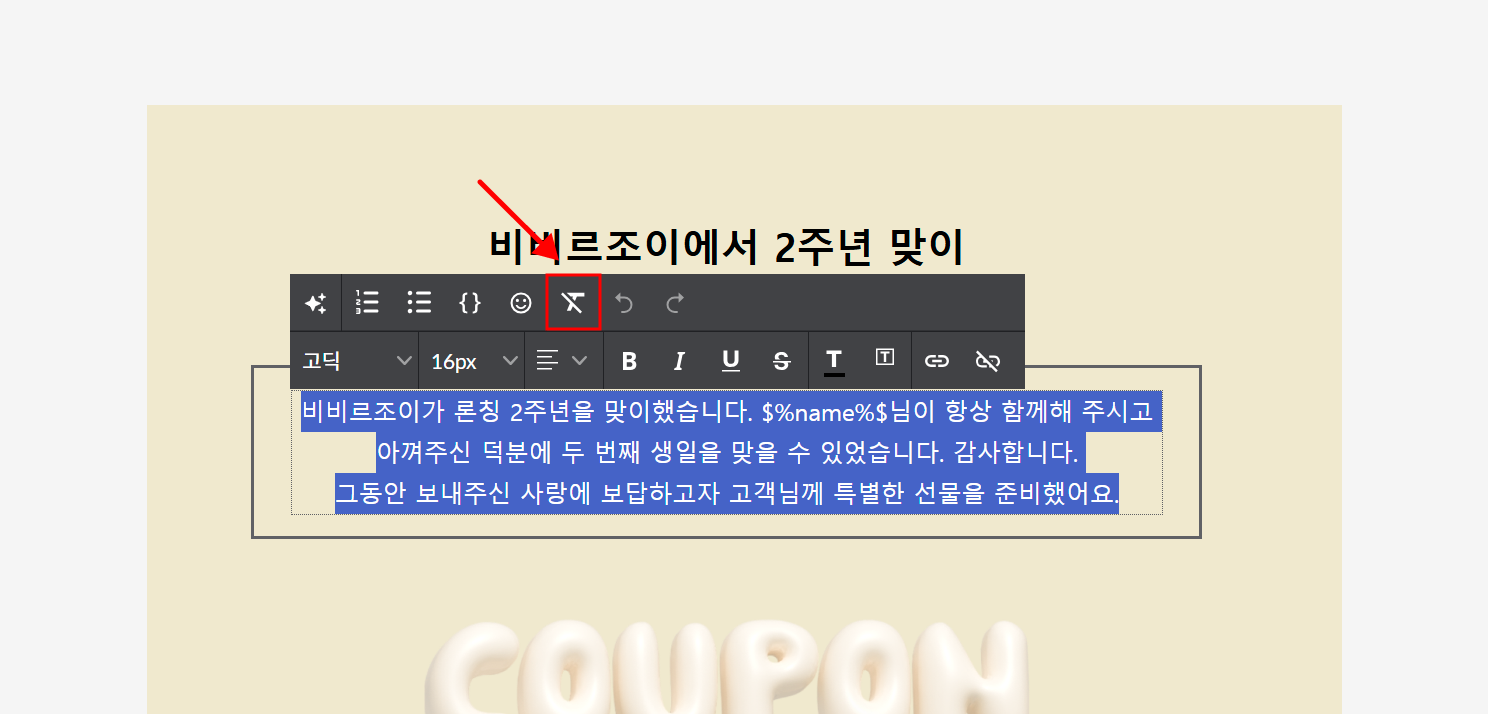 비비르조이에서 2주년 맞이
고딕
16px
B
I
U
S
T
T
비비르조이가 론칭 2주년을 맞이했습니다. $%name%$님이 항상 함께해 주시고
아껴주신 덕분에 두 번째 생일을 맞을 수 있었습니다. 감사합니다.
그동안 보내주신 사랑에 보답하고자 고객님께 특별한 선물을 준비했어요.
COUPON